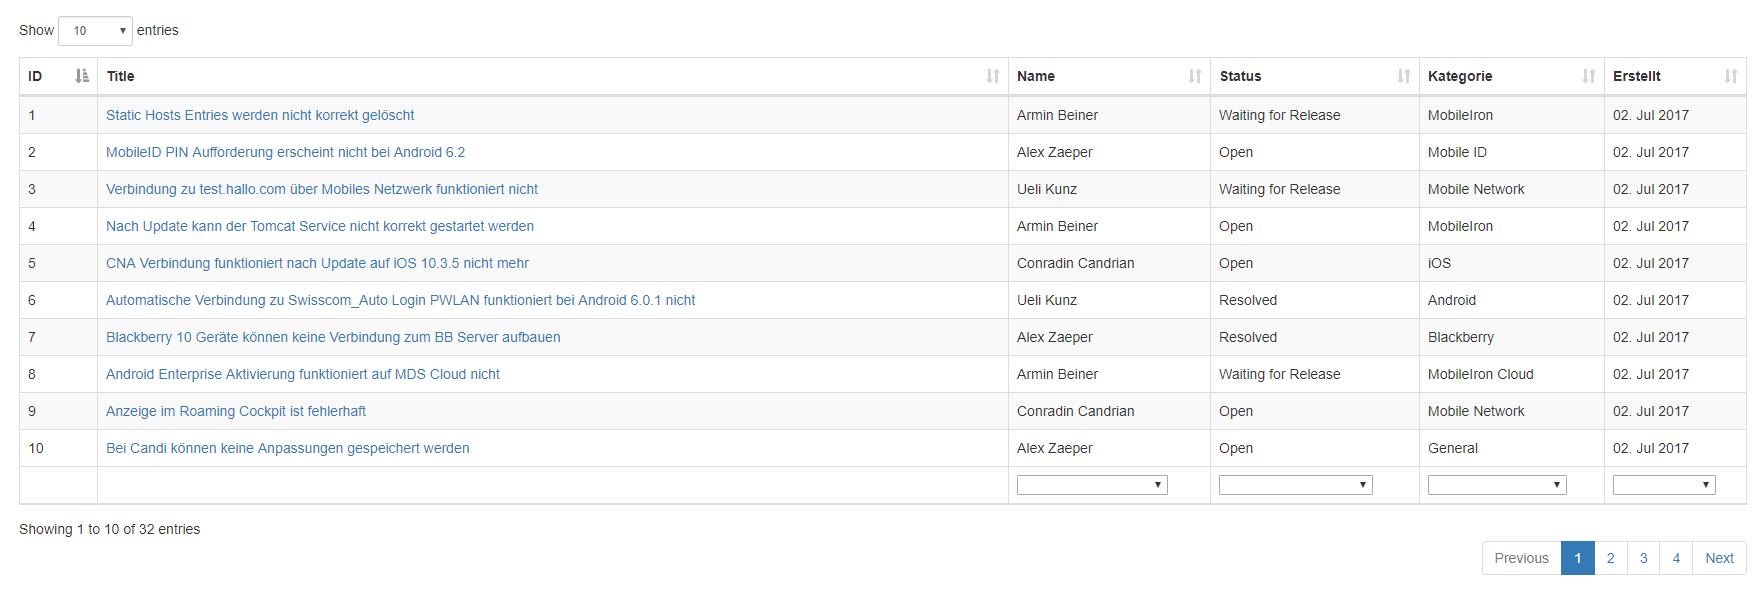 Show 10 entries
ID Title Name Status Kategorie Erstellt
1 Static Hosts Entries werden nicht korrekt gelöscht Armin Beiner Waiting for Release MobileIron 02. Jul 2017
2 MobileID PIN Aufforderung erscheint nicht bei Android 6.2 Alex Zaeper Open Mobile ID 02. Jul 2017
3 Verbindung zu test.hallo.com über Mobiles Netzwerk funktioniert nicht Ueli Kunz Waiting for Release Mobile Network 02. Jul 2017
4 Nach Update kann der Tomcat Service nicht korrekt gestartet werden Armin Beiner Open MobileIron 02. Jul 2017
5 CNA Verbindung funktioniert nach Update auf iOS 10.3.5 nicht mehr Conradin Candrian Open iOS 02. Jul 2017
6 Automatische Verbindung zu Swisscom_Auto Login PWLAN funktioniert bei Android 6.0.1 nicht Ueli Kunz Resolved Android 02. Jul 2017
7 Blackberry 10 Geräte können keine Verbindung zum BB Server aufbauen Alex Zaeper Resolved Blackberry 02. Jul 2017
8 Android Enterprise Aktivierung funktioniert auf MDS Cloud nicht Armin Beiner Waiting for Release MobileIron Cloud 02. Jul 2017
9 Anzeige im Roaming Cockpit ist fehlerhaft Conradin Candrian Open Mobile Network 02. Jul 2017
10 Bei Candi können keine Anpassungen gespeichert werden Alex Zaeper Open General 02. Jul 2017
Showing 1 to 10 of 32 entries
Previous 1 2 3 4 Next